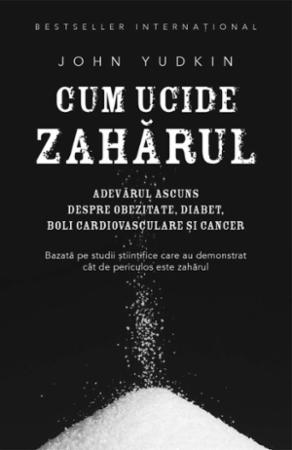 BESTSELLER INTERNAȚIONAL
JOHN YUDKIN
CUM UCIDE
ZAHĂRUL
ADEVĂRUL ASCUNS
DESPRE OBEZITATE, DIABET,
BOLI CARDIOVASCULARE ȘI CANCER
Bazată pe studii științifice care au demonstrat
cât de periculos este zahărul